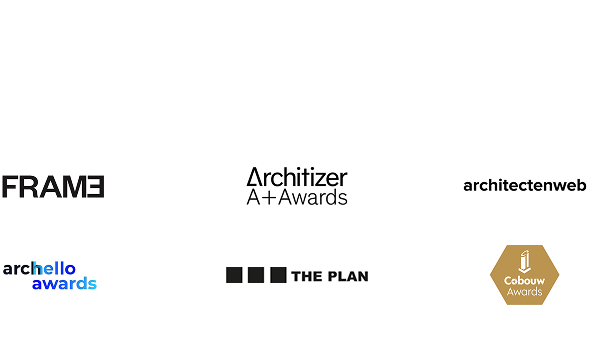 FRAME
Architizer
A+Awards
architectenweb
archello
awards
THE PLAN
Cobouw
Awards